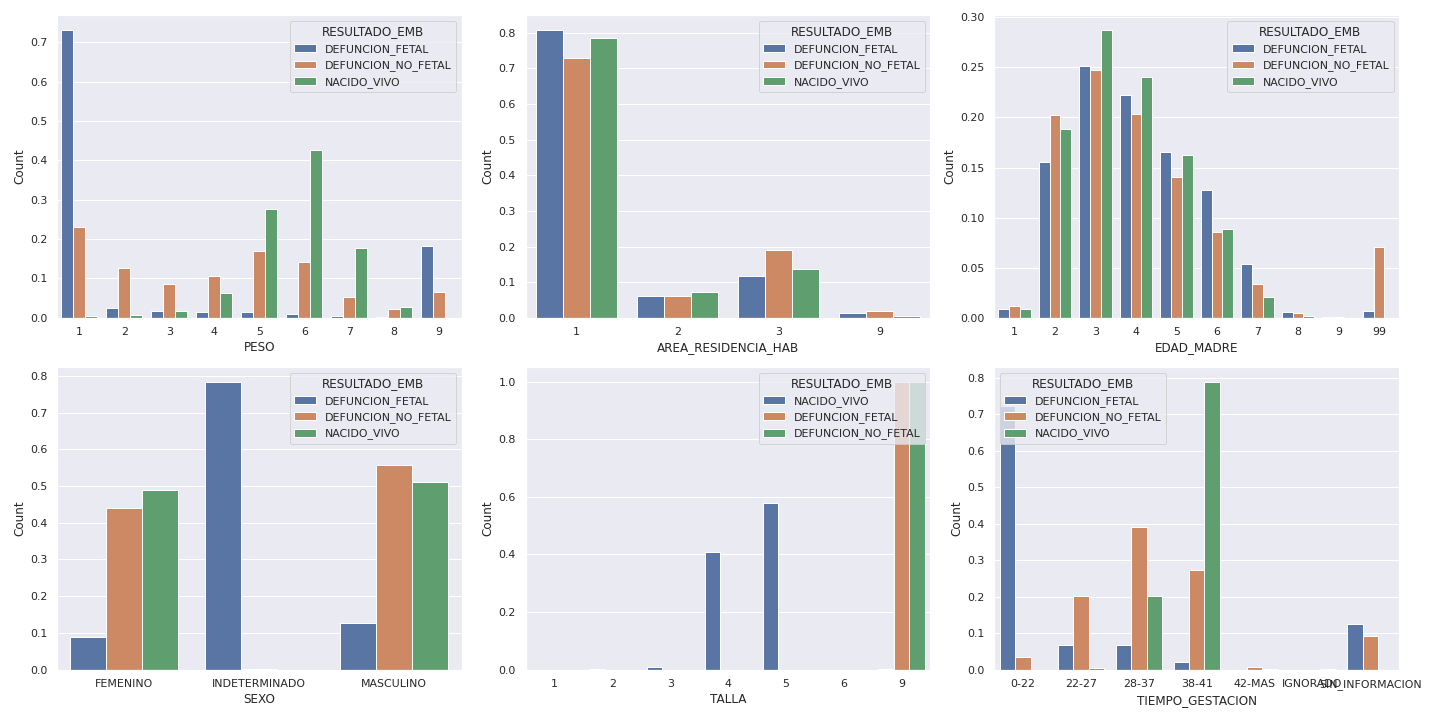 RESULTADO_EMB
DEFUNCION_FETAL
DEFUNCION_NO_FETAL
NACIDO_VIVO
0.7
0.6
0.5
0.4
0.3
0.2
0.1
0.0
Count
1 2 3 4 5 6 7 8 9
PESO
RESULTADO_EMB
DEFUNCION_FETAL
DEFUNCION_NO_FETAL
NACIDO_VIVO
0.8
0.7
0.6
0.5
0.4
0.3
0.2
0.1
0.0
Count
1 2 3 9
AREA_RESIDENCIA_HAB
RESULTADO_EMB
DEFUNCION_FETAL
DEFUNCION_NO_FETAL
NACIDO_VIVO
0.30
0.25
0.20
0.15
0.10
0.05
0.00
Count
1 2 3 4 5 6 7 8 9 99
EDAD_MADRE
RESULTADO_EMB
DEFUNCION_FETAL
DEFUNCION_NO_FETAL
NACIDO_VIVO
0.8
0.7
0.6
0.5
0.4
0.3
0.2
0.1
0.0
Count
FEMENINO INDETERMINADO MASCULINO
SEXO
RESULTADO_EMB
NACIDO_VIVO
DEFUNCION_FETAL
DEFUNCION_NO_FETAL
1.0
0.8
0.6
0.4
0.2
0.0
Count
1 2 3 4 5 6 9
TALLA
RESULTADO_EMB
DEFUNCION_FETAL
DEFUNCION_NO_FETAL
NACIDO_VIVO
0.8
0.7
0.6
0.5
0.4
0.3
0.2
0.1
0.0
Count
0-22 22-27 28-37 38-41 42-MAS IGNORADO SIN_INFORMACION
TIEMPO_GESTACION